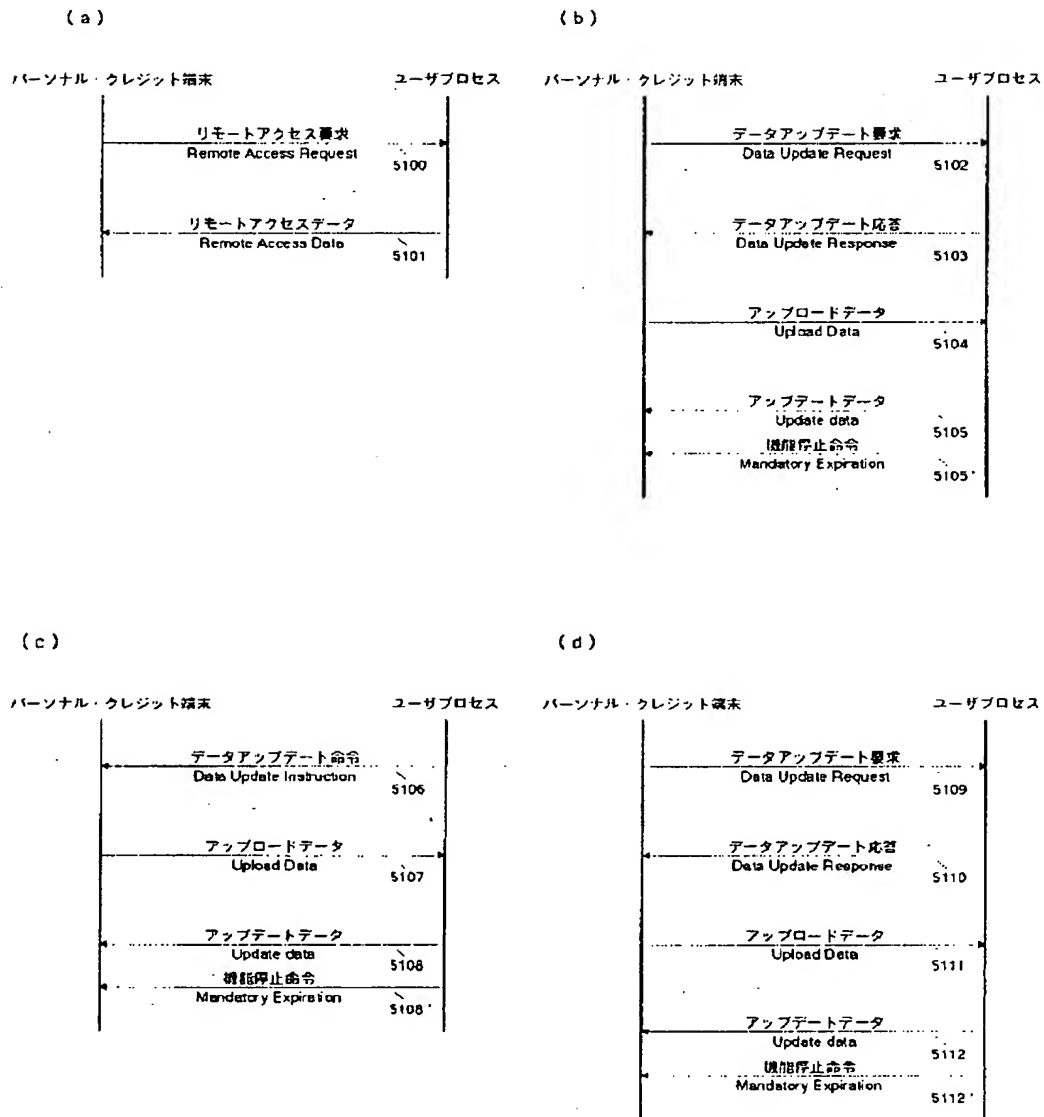 (a)
パーソナル・クレジット端末 ユーザプロセス
リモートアクセス要求
Remote Access Request
5100
リモートアクセスデータ
Remote Access Data
5101
(b)
パーソナル・クレジット端末 ユーザプロセス
データアップデート要求
Data Update Request
5102
データアップデート応答
Data Update Response
5103
アップロードデータ
Upload Data
5104
アップデートデータ
Update data
5105
機能停止命令
Mandatory Expiration
5105'
(c)
パーソナル・クレジット端末 ユーザプロセス
データアップデート命令
Data Update Instruction
5106
アップロードデータ
Upload Data
5107
アップデートデータ
Update data
5108
機能停止命令
Mandatory Expiration
5108'
(d)
パーソナル・クレジット端末 ユーザプロセス
データアップデート要求
Data Update Request
5109
データアップデート応答
Data Update Response
5110
アップロードデータ
Upload Data
5111
アップデートデータ
Update data
5112
機能停止命令
Mandatory Expiration
5112'